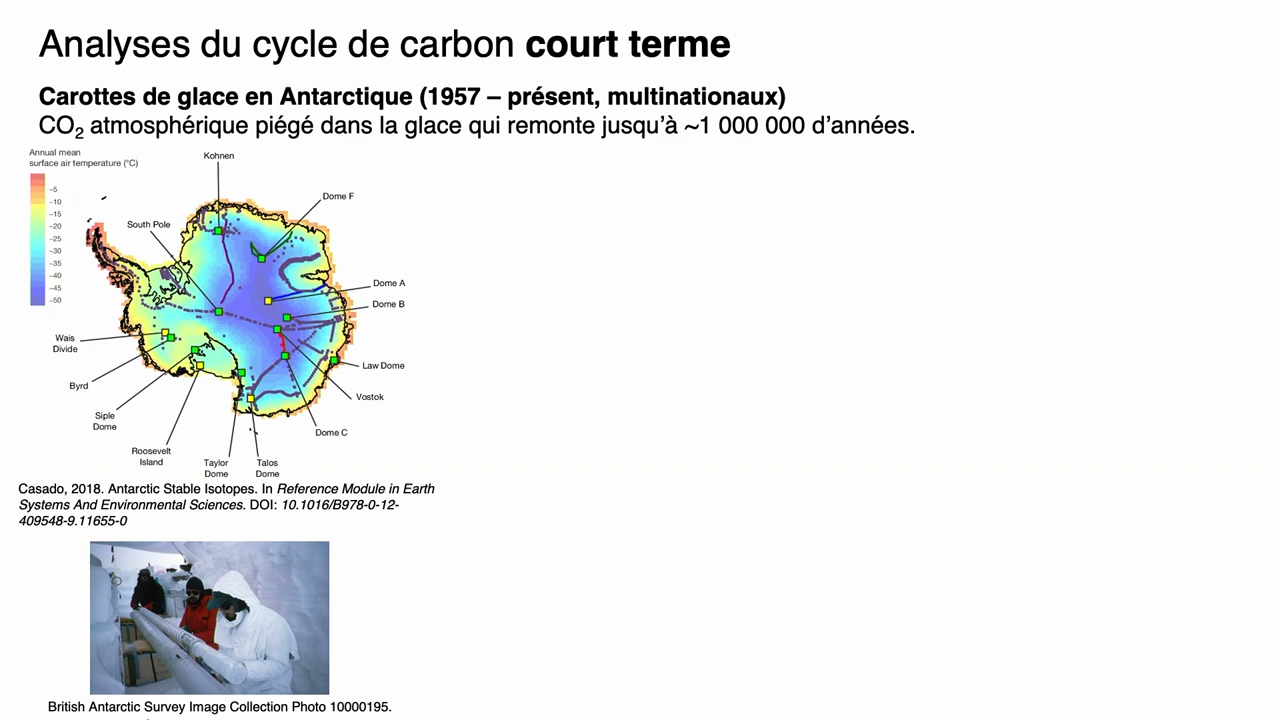 Analyses du cycle de carbon court terme
Carottes de glace en Antarctique (1957 – présent, multinationaux)
CO2 atmosphérique piégé dans la glace qui remonte jusqu'à ~1 000 000 d'années.
Annual mean
surface air temperature (°C)
−5
−10
−15
−20
−25
−30
−35
−40
−45
−50
Kohnen
Dome F
South Pole
Dome A
Dome B
Wais
Divide
Law Dome
Byrd
Vostok
Siple
Dome
Dome C
Roosevelt
Island
Taylor
Dome
Talos
Dome
Casado, 2018. Antarctic Stable Isotopes. In Reference Module in Earth
Systems And Environmental Sciences. DOI: 10.1016/B978-0-12-
409548-9.11655-0
British Antarctic Survey Image Collection Photo 10000195.